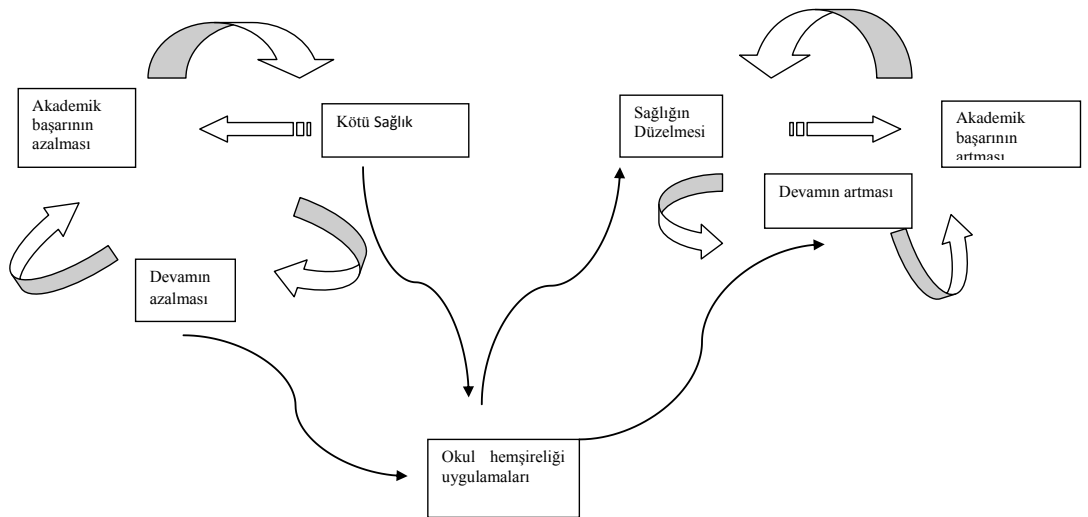 Akademik
başarının
azalması
Kötü Sağlık
Sağlığın
Düzelmesi
Akademik
başarının
artması
Devamın artması
Devamın
azalması
Okul hemşireliği
uygulamaları